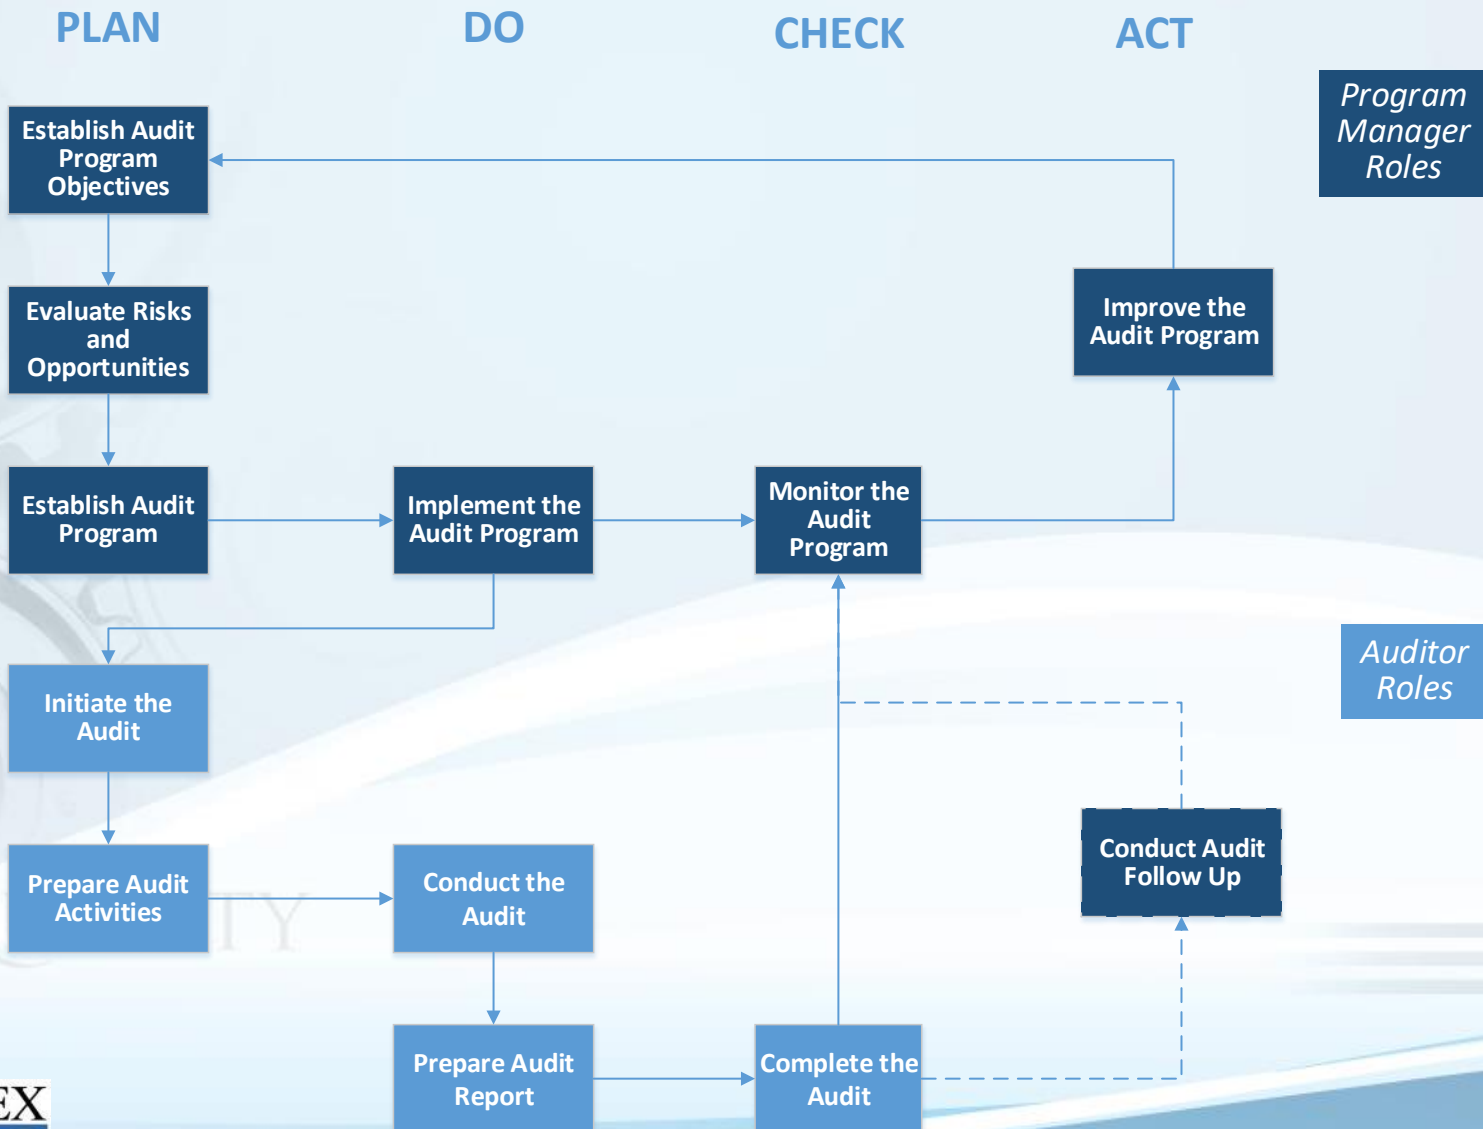 PLAN
DO
CHECK
ACT
Program
Manager
Roles
Establish Audit
Program
Objectives
Evaluate Risks
and
Opportunities
Improve the
Audit Program
Establish Audit
Program
Implement the
Audit Program
Monitor the
Audit
Program
Auditor
Roles
Initiate the
Audit
Prepare Audit
Activities
Conduct the
Audit
Conduct Audit
Follow Up
TY
Prepare Audit
Report
Complete the
Audit
EX